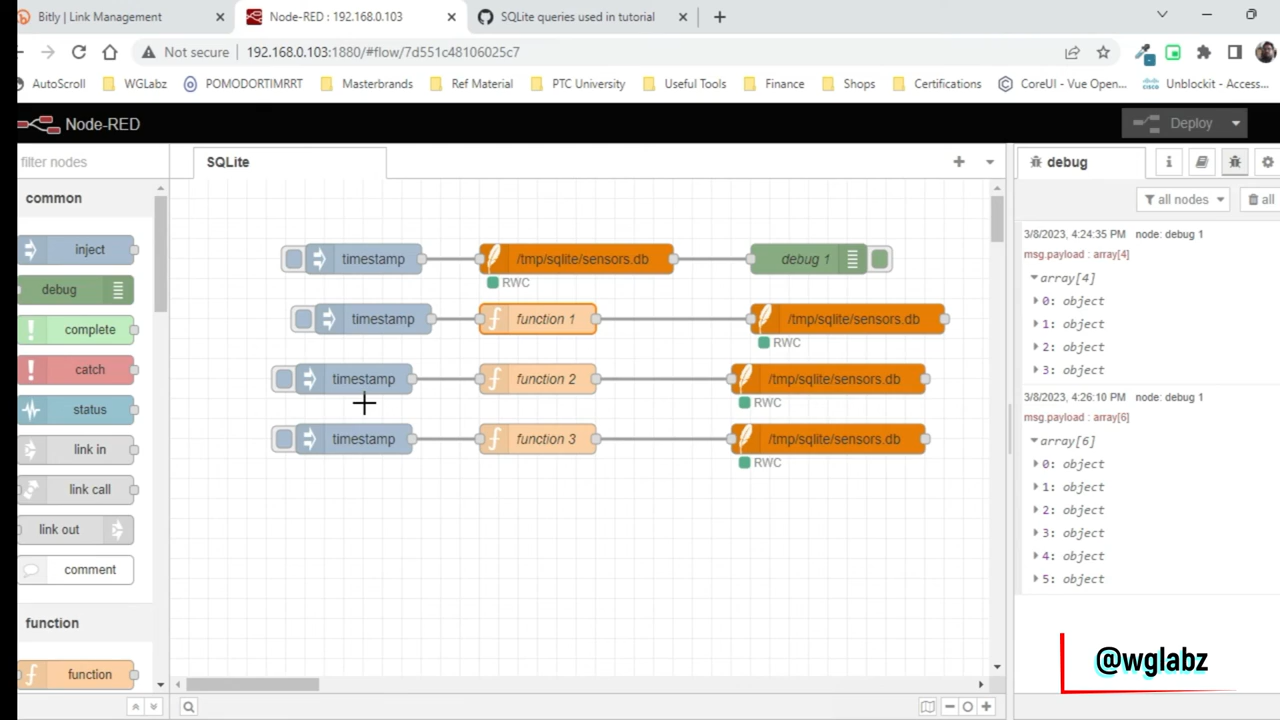 Bitly | Link Management
Node-RED : 192.168.0.103
SQLite queries used in tutorial
Not secure
192.168.0.103:1880/#flow/7d551c48106025c7
AutoScroll
WGLabz
POMODORTIMRRT
Masterbrands
Ref Material
PTC University
Useful Tools
Finance
Shops
Certifications
CoreUI - Vue Open...
Unblockit - Access...
Node-RED
Deploy
filter nodes
common
inject
debug
complete
catch
status
link in
link call
link out
comment
function
function
SQLite
timestamp
/tmp/sqlite/sensors.db
debug 1
RWC
timestamp
function 1
/tmp/sqlite/sensors.db
RWC
timestamp
function 2
/tmp/sqlite/sensors.db
RWC
timestamp
function 3
/tmp/sqlite/sensors.db
RWC
debug
all nodes
all
3/8/2023, 4:24:35 PM node: debug 1
msg.payload : array[4]
array[4]
0: object
1: object
2: object
3: object
3/8/2023, 4:26:10 PM node: debug 1
msg.payload : array[6]
array[6]
0: object
1: object
2: object
3: object
4: object
5: object
@wglabz